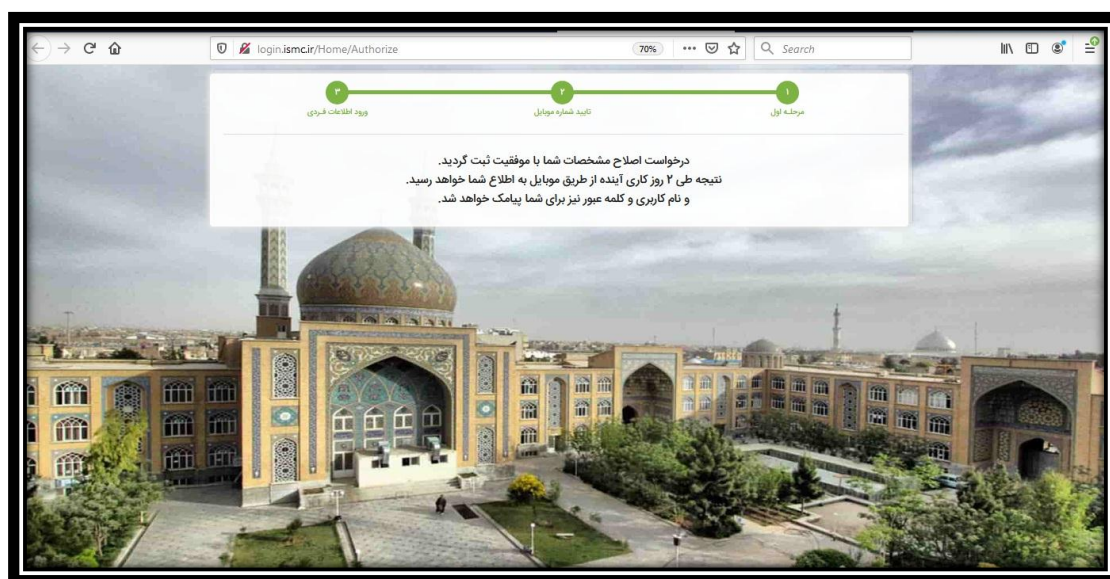 login.ismc.ir/Home/Authorize
70%
Search
۱
۲
۳
مرحله اول
تایید شماره موبایل
ورود اطلاعات فردی
درخواست اصلاح مشخصات شما با موفقیت ثبت گردید.
نتیجه طی ۲ روز کاری آینده از طریق موبایل به اطلاع شما خواهد رسید.
و نام کاربری و کلمه عبور نیز برای شما پیامک خواهد شد.